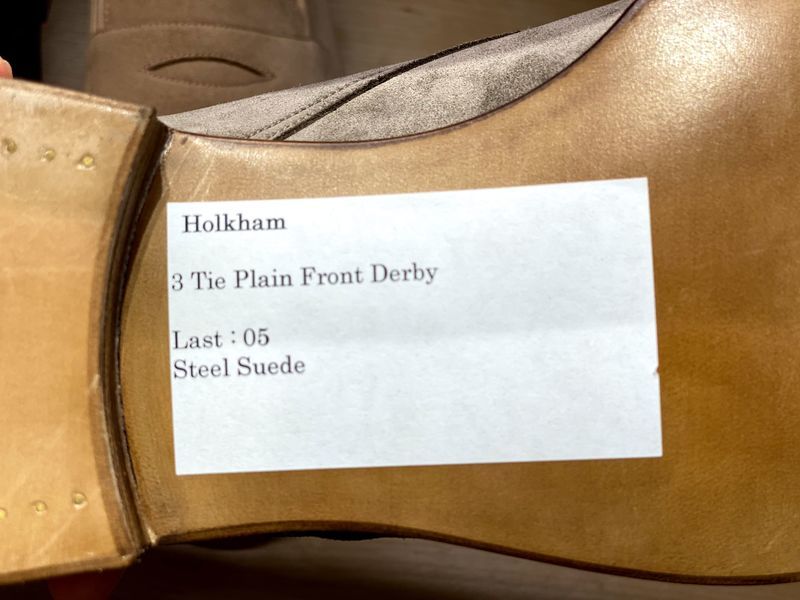 Holkham
3 Tie Plain Front Derby
Last : 05
Steel Suede